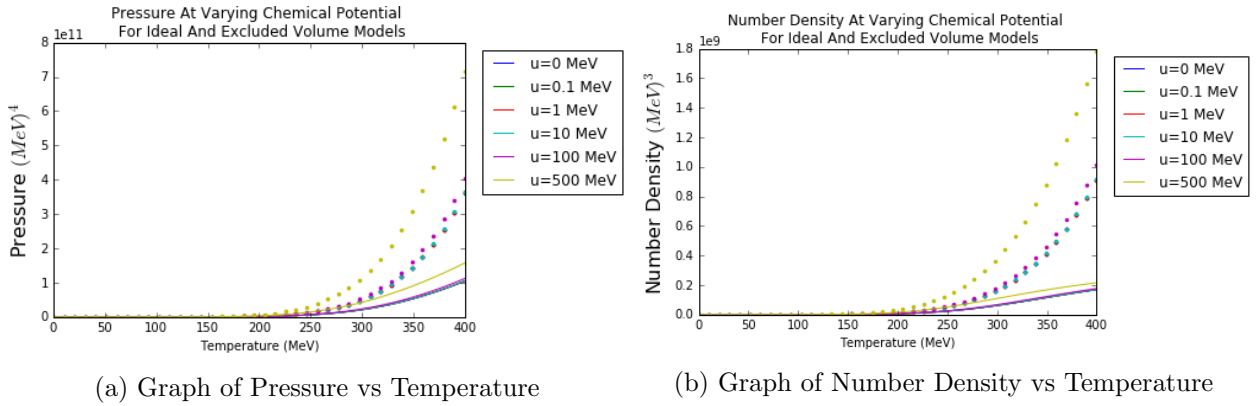 Pressure At Varying Chemical Potential
For Ideal And Excluded Volume Models
1e11
8
7
6
5
4
3
2
1
0
Pressure (MeV)^4
0 50 100 150 200 250 300 350 400
Temperature (MeV)
u=0 MeV
u=0.1 MeV
u=1 MeV
u=10 MeV
u=100 MeV
u=500 MeV
(a) Graph of Pressure vs Temperature
Number Density At Varying Chemical Potential
For Ideal And Excluded Volume Models
1e9
1.8
1.6
1.4
1.2
1.0
0.8
0.6
0.4
0.2
0.0
Number Density (MeV)^3
0 50 100 150 200 250 300 350 400
Temperature (MeV)
u=0 MeV
u=0.1 MeV
u=1 MeV
u=10 MeV
u=100 MeV
u=500 MeV
(b) Graph of Number Density vs Temperature